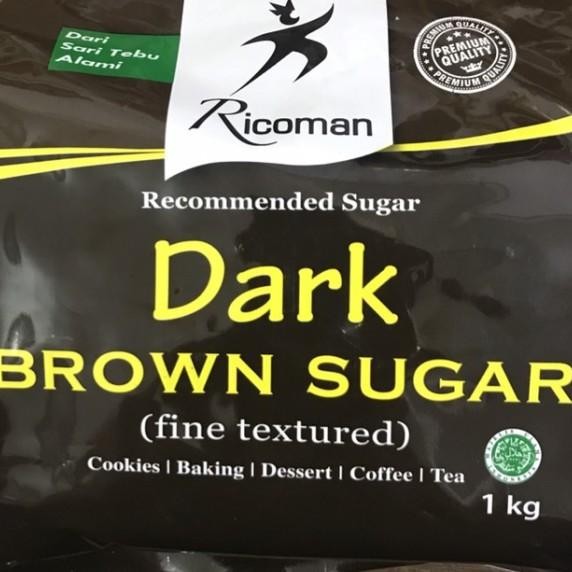 Dari
Sari Tebu
Alami
PREMIUM QUALITY
PREMIUM
QUALITY
PREMIUM QUALITY
Ricoman
Recommended Sugar
Dark
BROWN SUGAR
(fine textured)
Cookies | Baking | Dessert | Coffee | Tea
حلال
1 kg